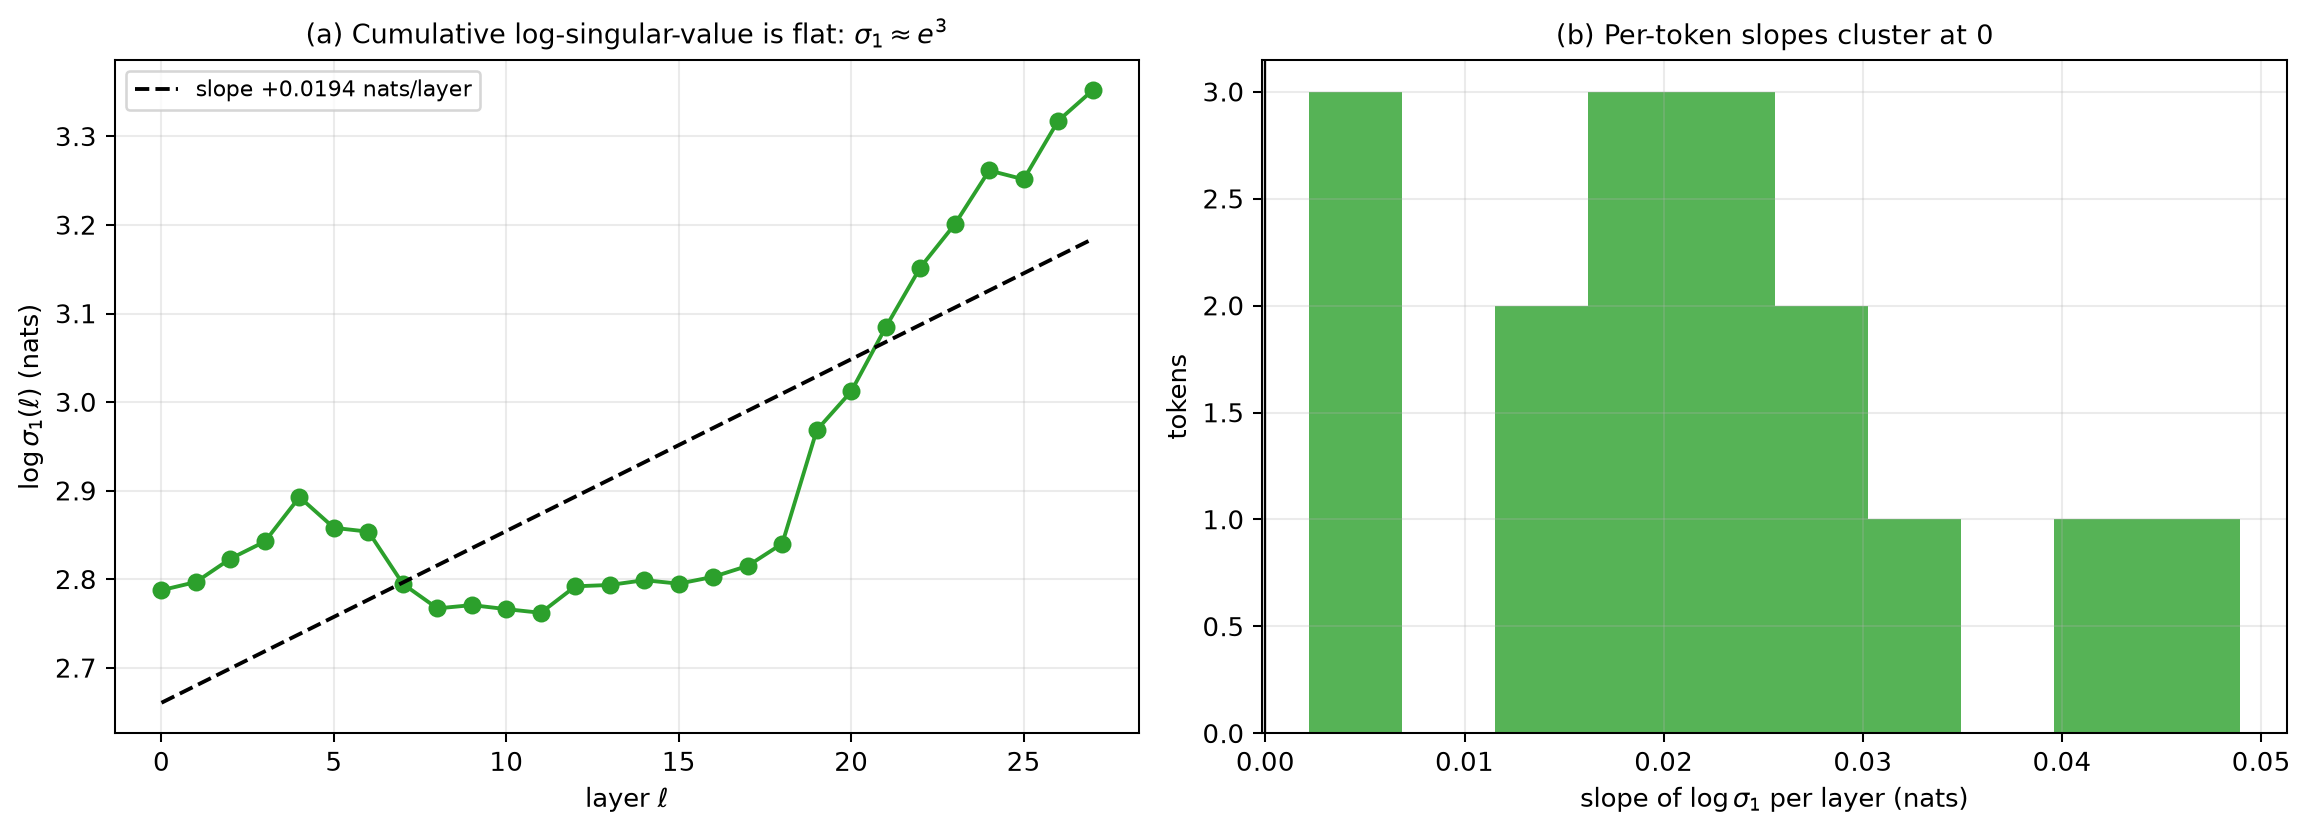 (a) Cumulative log-singular-value is flat: σ₁ ≈ e³
slope +0.0194 nats/layer
log σ₁(ℓ) (nats)
3.3
3.2
3.1
3.0
2.9
2.8
2.7
0 5 10 15 20 25
layer ℓ
(b) Per-token slopes cluster at 0
tokens
3.0
2.5
2.0
1.5
1.0
0.5
0.0
0.00 0.01 0.02 0.03 0.04 0.05
slope of log σ₁ per layer (nats)